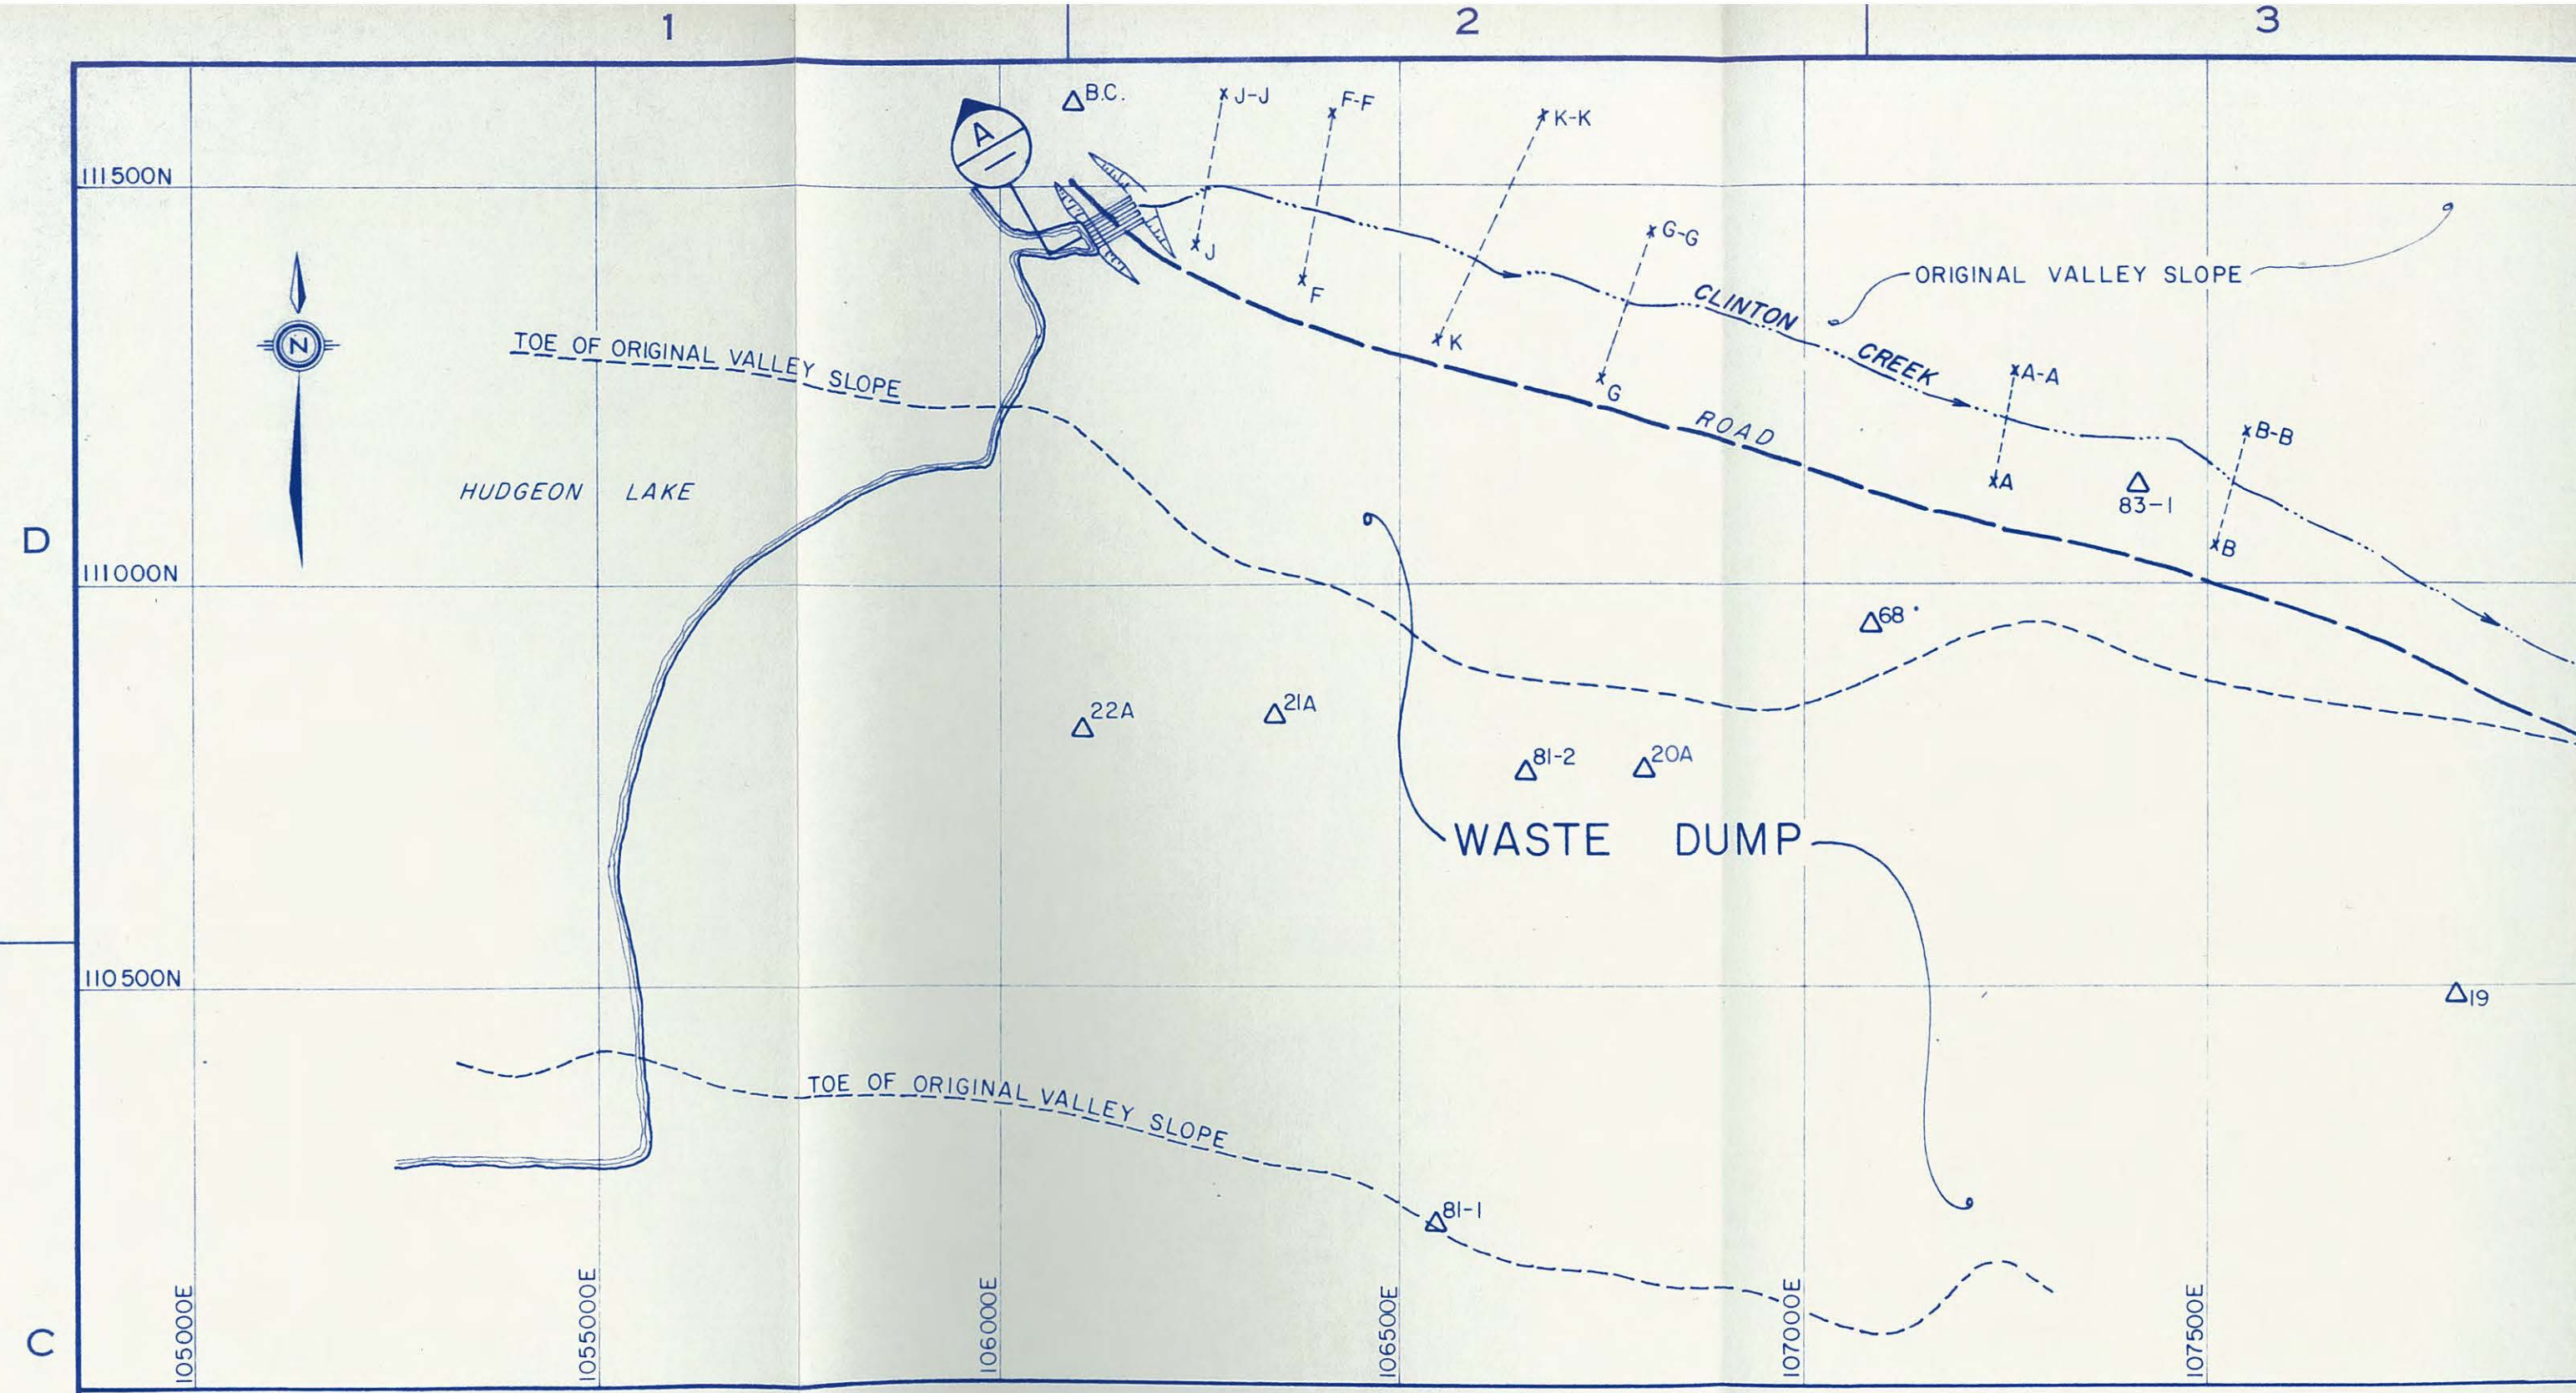 1
2
3
B.C.
J-J
F-F
K-K
A
111500N
J
G-G
ORIGINAL VALLEY SLOPE
F
CLINTON
N
TOE OF ORIGINAL VALLEY SLOPE
K
CREEK
A-A
G
ROAD
B-B
HUDGEON LAKE
A
83-1
D
B
111000N
68
22A
21A
81-2
20A
WASTE DUMP
110500N
19
TOE OF ORIGINAL VALLEY SLOPE
81-1
C
105000E
105500E
106000E
106500E
107000E
107500E